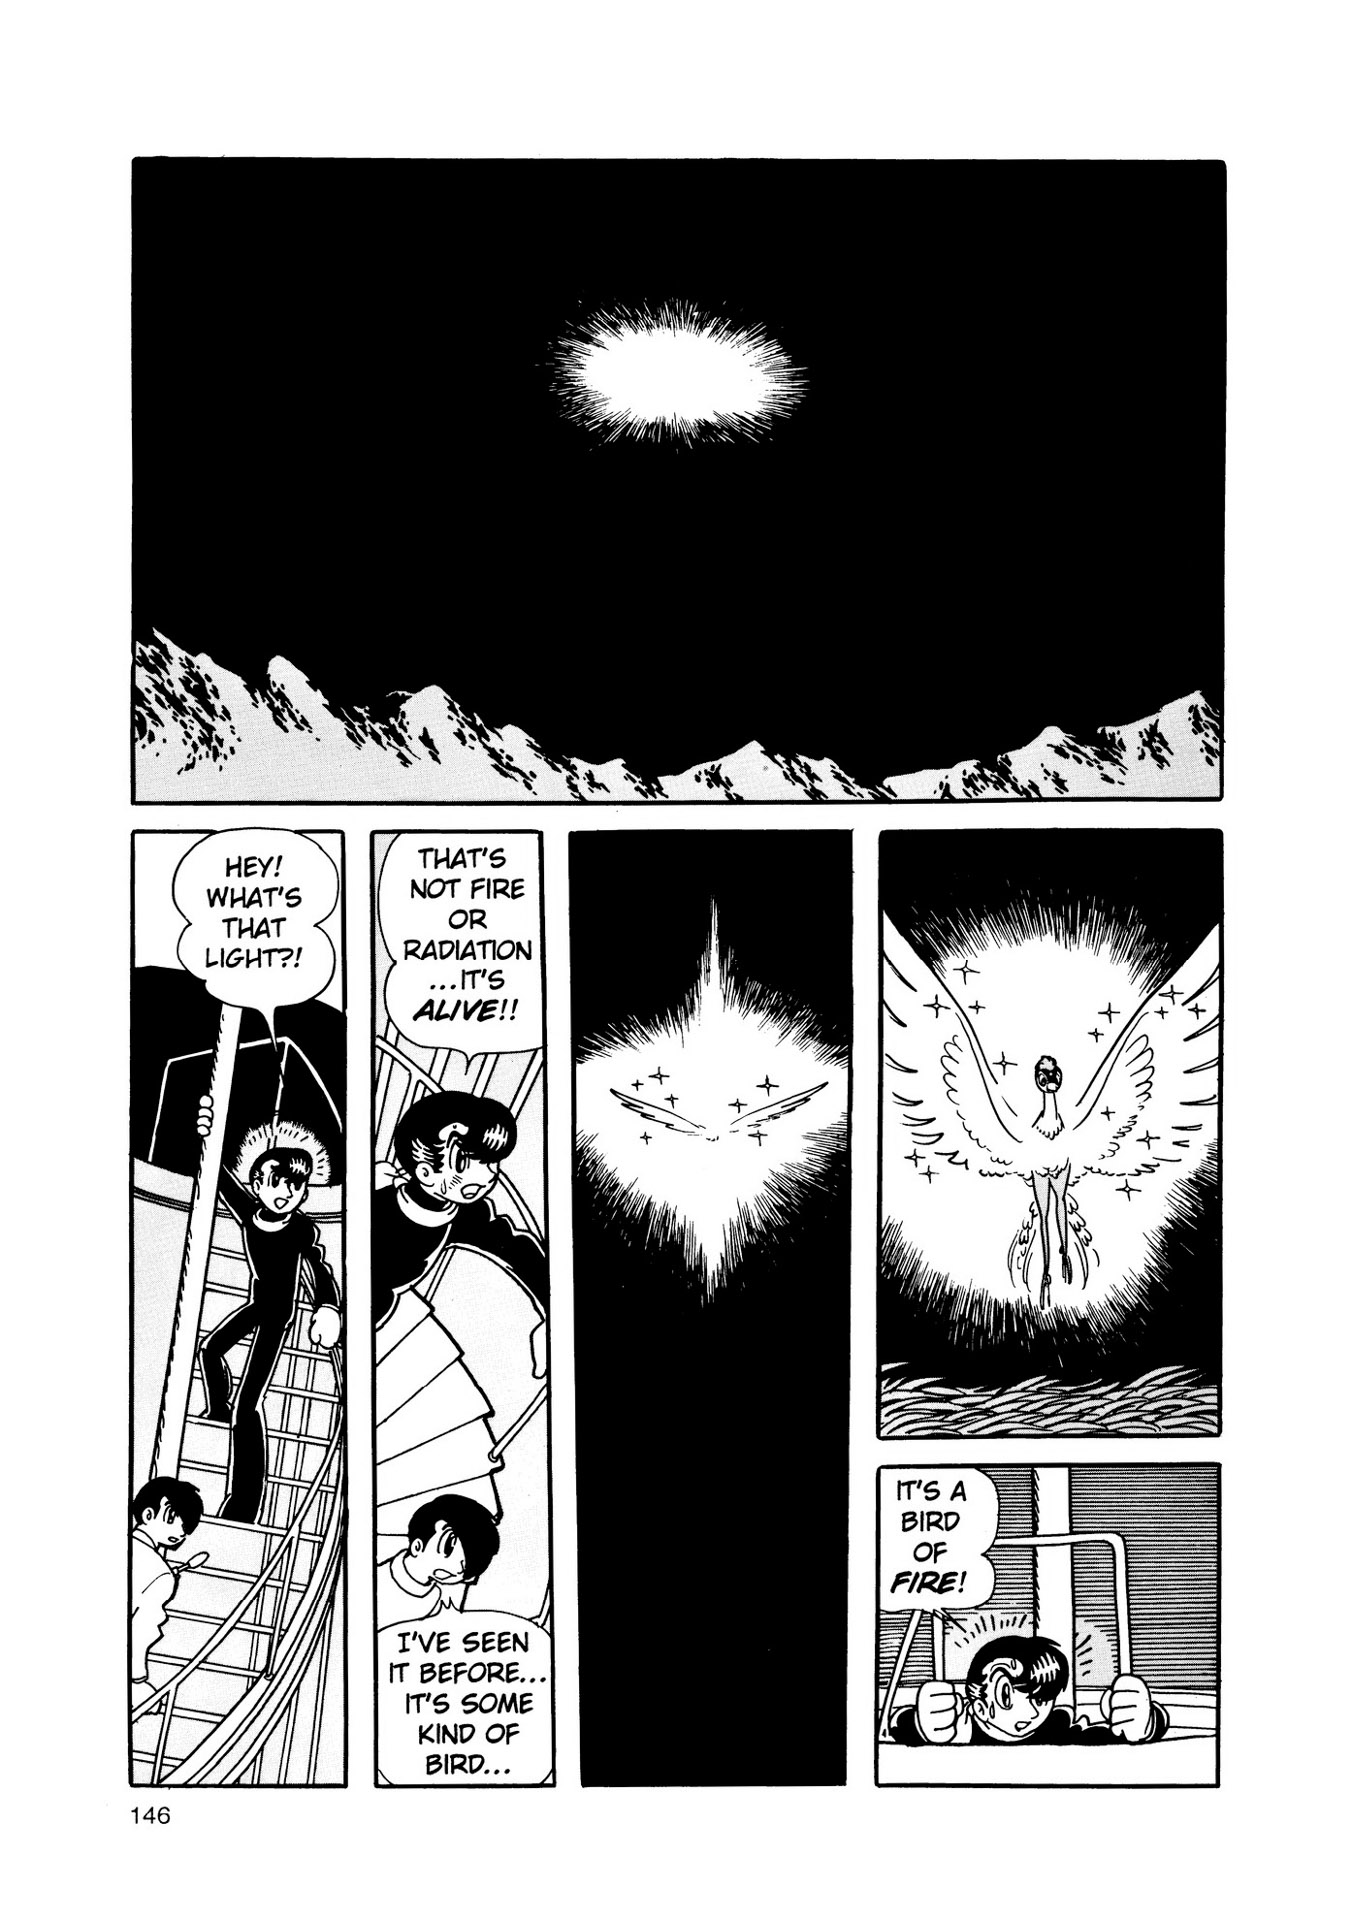 HEY!
WHAT'S
THAT
LIGHT?!
THAT'S
NOT FIRE
OR
RADIATION
...IT'S
ALIVE!!
I'VE SEEN
IT BEFORE...
IT'S SOME
KIND OF
BIRD...
IT'S A
BIRD
OF
FIRE!
146